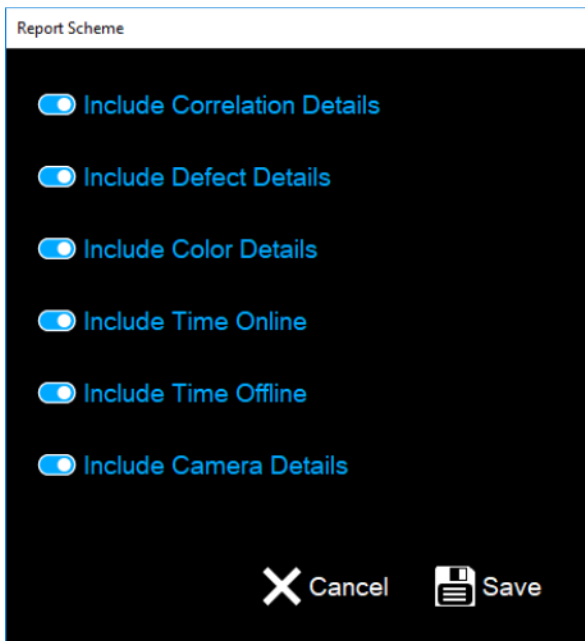 Report Scheme
Include Correlation Details
Include Defect Details
Include Color Details
Include Time Online
Include Time Offline
Include Camera Details
Cancel Save